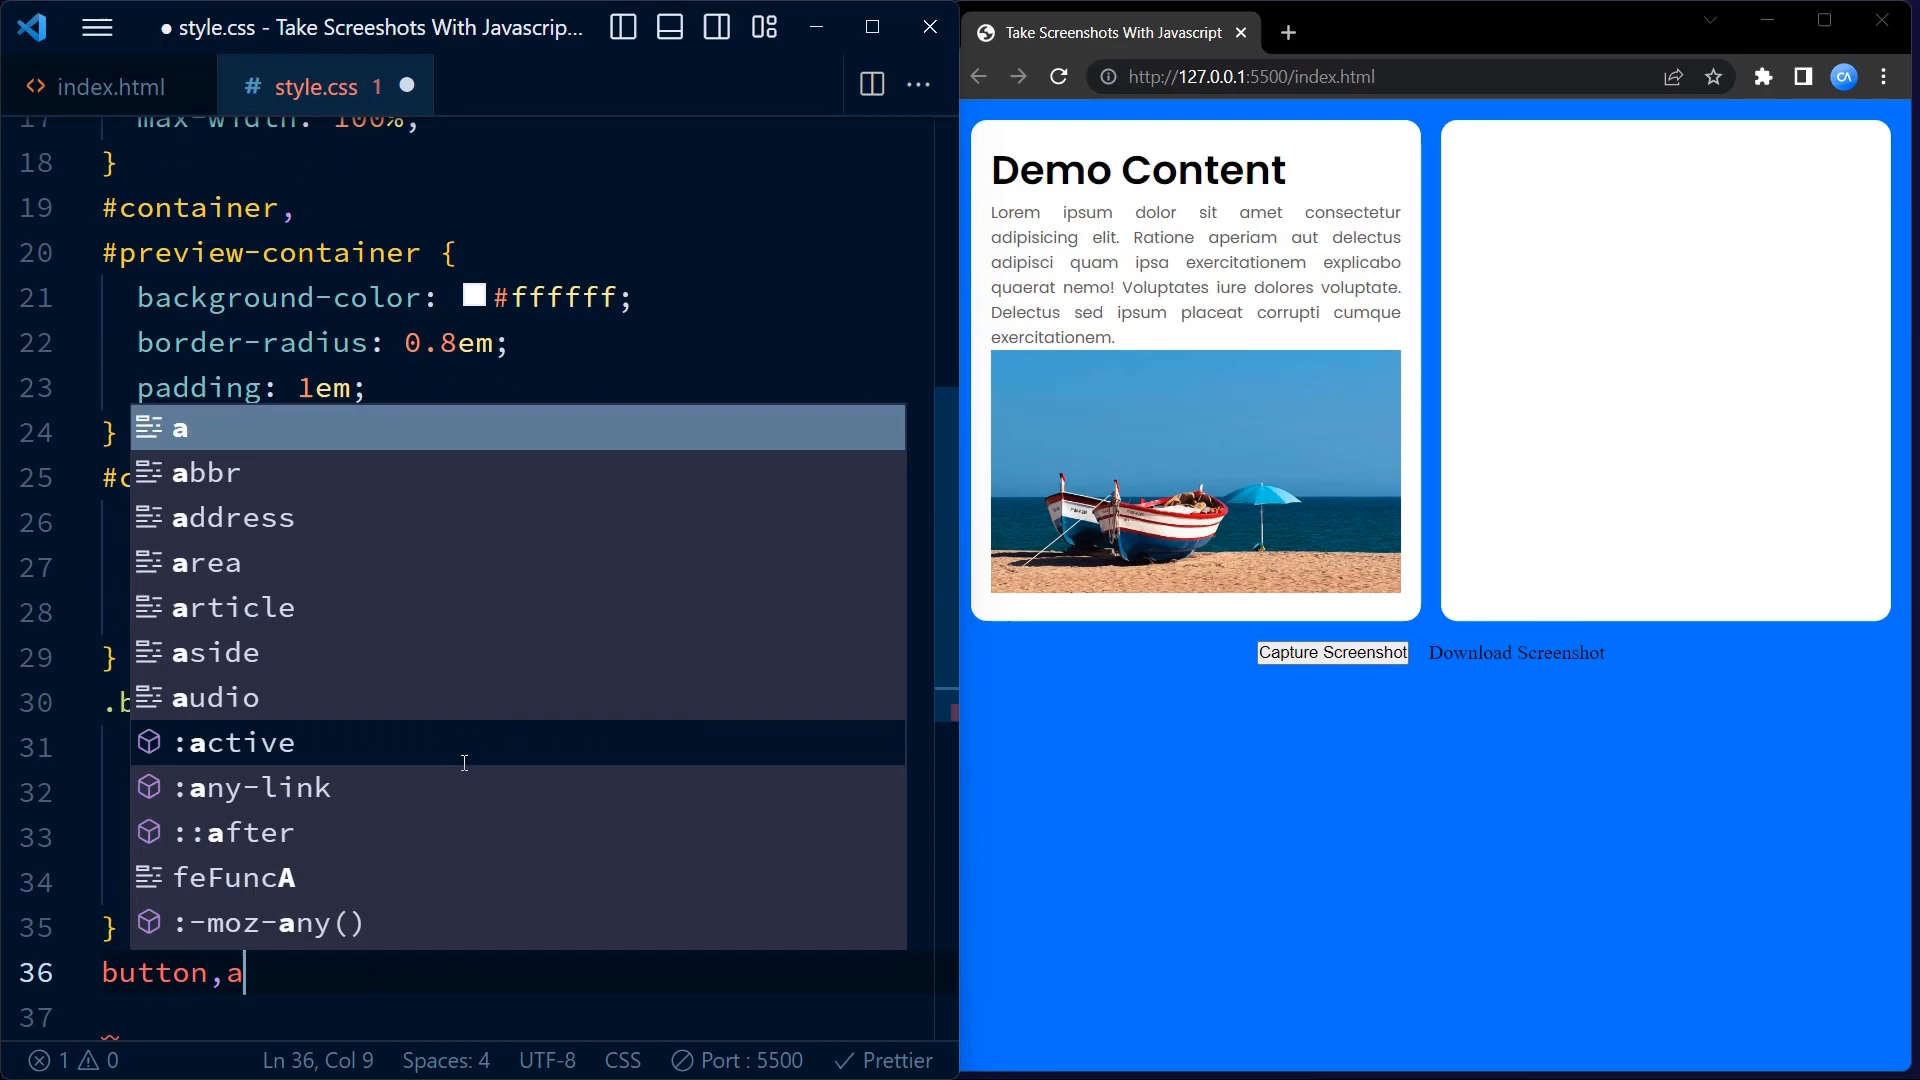 ● style.css - Take Screeshots With Javascrip...
<> index.html
# style.css 1 ●
17 max-width: 100%;
18 }
19 #container,
20 #preview-container {
21 background-color: #ffffff;
22 border-radius: 0.8em;
23 padding: 1em;
24 }
25 #c
26
27
28
29 }
30 .b
31
32
33
34
35 }
36 button,a
37
a
abbr
address
area
article
aside
audio
:active
:any-link
::after
feFuncA
:-moz-any()
1 0 Ln 36, Col 9 Spaces: 4 UTF-8 CSS Port : 5500 Prettier
Take Screenshots With Javascript
http://127.0.0.1:5500/index.html
CA
Demo Content
Lorem ipsum dolor sit amet consectetur
adipisicing elit. Ratione aperiam aut delectus
adipisci quam ipsa exercitationem explicabo
quaerat nemo! Voluptates iure dolores voluptate.
Delectus sed ipsum placeat corrupti cumque
exercitationem.
Capture Screenshot Download Screenshot